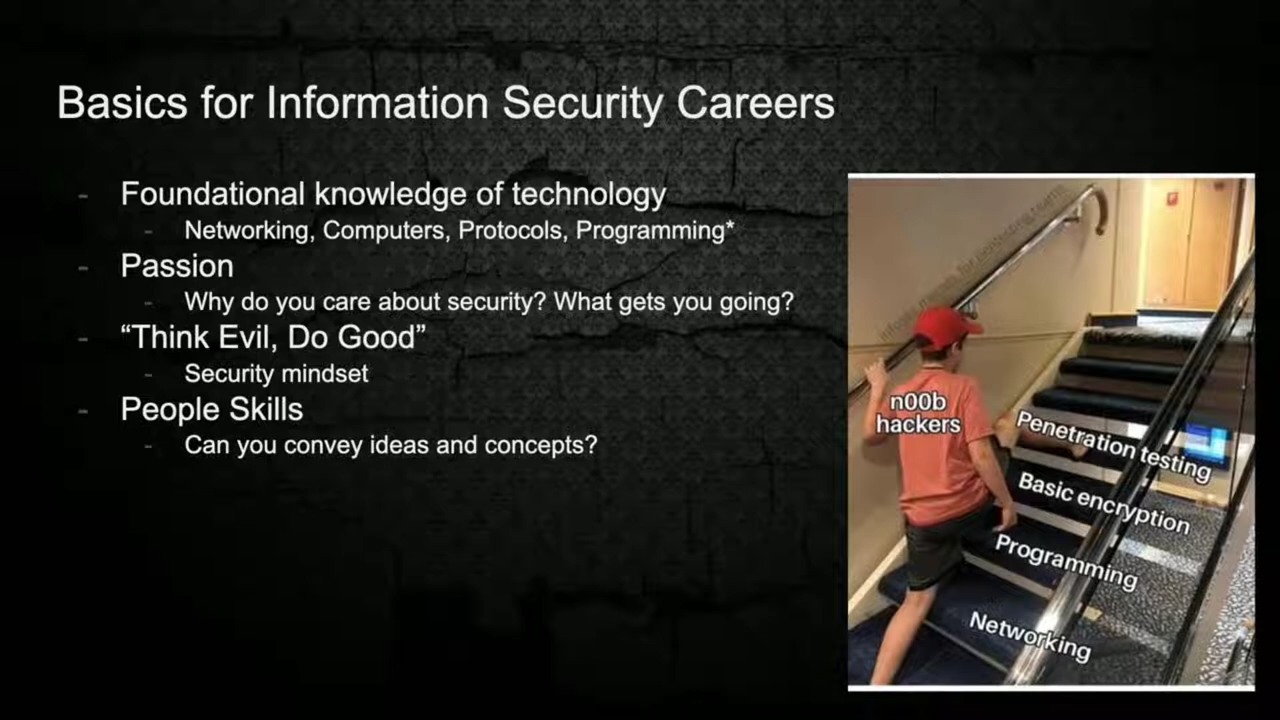 Basics for Information Security Careers
- Foundational knowledge of technology
- Networking, Computers, Protocols, Programming*
- Passion
- Why do you care about security? What gets you going?
- “Think Evil, Do Good”
- Security mindset
- People Skills
- Can you convey ideas and concepts?
n00b
hackers
Penetration testing
Basic encryption
Programming
Networking